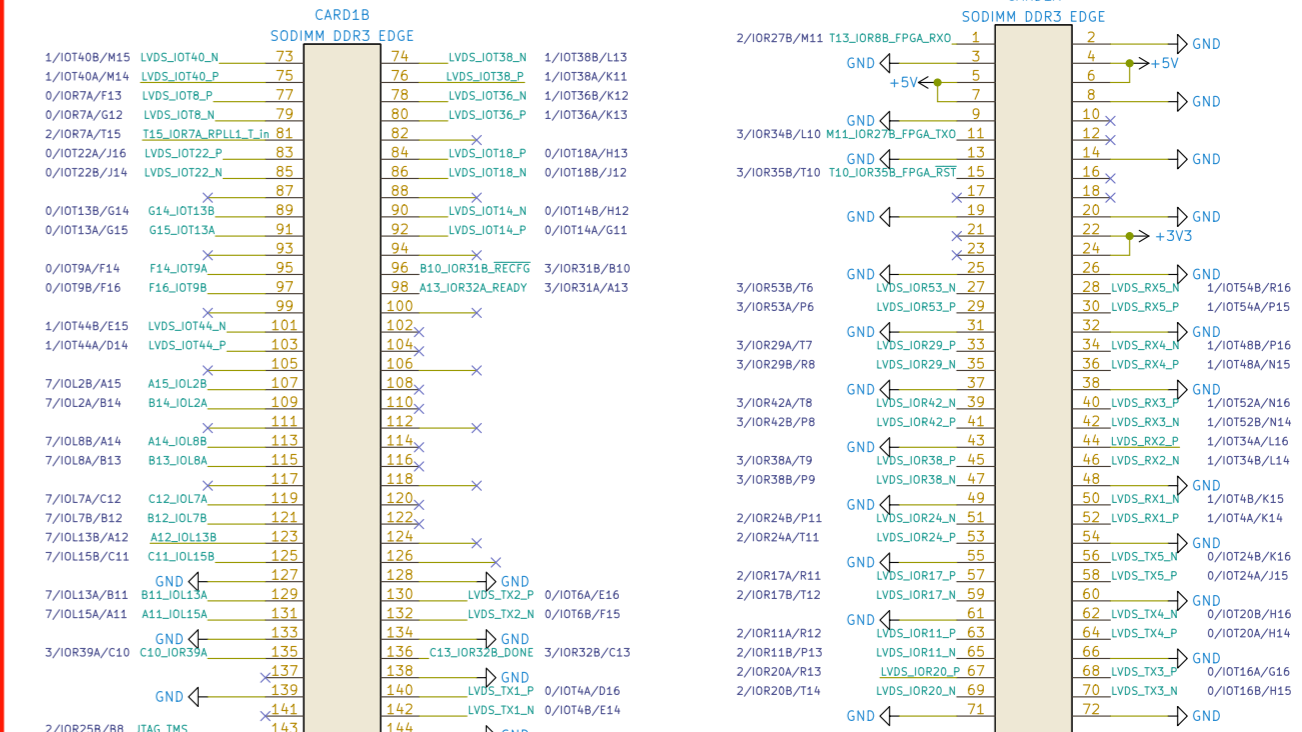 CARD1B
SODIMM DDR3 EDGE
1/IOT40B/M15 LVDS_IOT40_N 73 74 LVDS_IOT38_N 1/IOT38B/L13
1/IOT40A/M14 LVDS_IOT40_P 75 76 LVDS_IOT38_P 1/IOT38A/K11
0/IOR7A/F13 LVDS_IOT8_P 77 78 LVDS_IOT36_N 1/IOT36B/K12
0/IOR7A/G12 LVDS_IOT8_N 79 80 LVDS_IOT36_P 1/IOT36A/K13
2/IOR7A/T15 T15_IOR7A_RPLL1_T_in 81 82
0/IOT22A/J16 LVDS_IOT22_P 83 84 LVDS_IOT18_P 0/IOT18A/H13
0/IOT22B/J14 LVDS_IOT22_N 85 86 LVDS_IOT18_N 0/IOT18B/J12
87 88
0/IOT13B/G14 G14_IOT13B 89 90 LVDS_IOT14_N 0/IOT14B/H12
0/IOT13A/G15 G15_IOT13A 91 92 LVDS_IOT14_P 0/IOT14A/G11
93 94
0/IOT9A/F14 F14_IOT9A 95 96 B10_IOR31B_RECFG 3/IOR31B/B10
0/IOT9B/F16 F16_IOT9B 97 98 A13_IOR32A_READY 3/IOR31A/A13
99 100
1/IOT44B/E15 LVDS_IOT44_N 101 102
1/IOT44A/D14 LVDS_IOT44_P 103 104
105 106
7/IOL2B/A15 A15_IOL2B 107 108
7/IOL2A/B14 B14_IOL2A 109 110
111 112
7/IOL8B/A14 A14_IOL8B 113 114
7/IOL8A/B13 B13_IOL8A 115 116
117 118
7/IOL7A/C12 C12_IOL7A 119 120
7/IOL7B/B12 B12_IOL7B 121 122
7/IOL13B/A12 A12_IOL13B 123 124
7/IOL15B/C11 C11_IOL15B 125 126
GND 127 128 GND
7/IOL13A/B11 B11_IOL13A 129 130 LVDS_TX2_P 0/IOT6A/E16
7/IOL15A/A11 A11_IOL15A 131 132 LVDS_TX2_N 0/IOT6B/F15
GND 133 134 GND
3/IOR39A/C10 C10_IOR39A 135 136 C13_IOR32B_DONE 3/IOR32B/C13
137 138 GND
GND 139 140 LVDS_TX1_P 0/IOT4A/D16
141 142 LVDS_TX1_N 0/IOT4B/E14
2/IOR25B/B8 JTAG_TMS 143 144
SODIMM DDR3 EDGE
2/IOR27B/M11 T13_IOR8B_FPGA_RXO 1 2 GND
GND 3 4 +5V
+5V 5 6
7 8 GND
GND 9 10
3/IOR34B/L10 M11_IOR27B_FPGA_TXO 11 12
GND 13 14 GND
3/IOR35B/T10 T10_IOR35B_FPGA_RST 15 16
17 18
GND 19 20 GND
21 22 +3V3
23 24
GND 25 26 GND
3/IOR53B/T6 LVDS_IOR53_N 27 28 LVDS_RX5_N 1/IOT54B/R16
3/IOR53A/P6 LVDS_IOR53_P 29 30 LVDS_RX5_P 1/IOT54A/P15
GND 31 32 GND
3/IOR29A/T7 LVDS_IOR29_P 33 34 LVDS_RX4_N 1/IOT48B/P16
3/IOR29B/R8 LVDS_IOR29_N 35 36 LVDS_RX4_P 1/IOT48A/N15
GND 37 38 GND
3/IOR42A/T8 LVDS_IOR42_N 39 40 LVDS_RX3_P 1/IOT52A/N16
3/IOR42B/P8 LVDS_IOR42_P 41 42 LVDS_RX3_N 1/IOT52B/N14
GND 43 44 LVDS_RX2_P 1/IOT34A/L16
3/IOR38A/T9 LVDS_IOR38_P 45 46 LVDS_RX2_N 1/IOT34B/L14
3/IOR38B/P9 LVDS_IOR38_N 47 48 GND
GND 49 50 LVDS_RX1_N 1/IOT4B/K15
2/IOR24B/P11 LVDS_IOR24_N 51 52 LVDS_RX1_P 1/IOT4A/K14
2/IOR24A/T11 LVDS_IOR24_P 53 54 GND
GND 55 56 LVDS_TX5_N 0/IOT24B/K16
2/IOR17A/R11 LVDS_IOR17_P 57 58 LVDS_TX5_P 0/IOT24A/J15
2/IOR17B/T12 LVDS_IOR17_N 59 60 GND
GND 61 62 LVDS_TX4_N 0/IOT20B/H16
2/IOR11A/R12 LVDS_IOR11_P 63 64 LVDS_TX4_P 0/IOT20A/H14
2/IOR11B/P13 LVDS_IOR11_N 65 66 GND
2/IOR20A/R13 LVDS_IOR20_P 67 68 LVDS_TX3_P 0/IOT16A/G16
2/IOR20B/T14 LVDS_IOR20_N 69 70 LVDS_TX3_N 0/IOT16B/H15
GND 71 72 GND